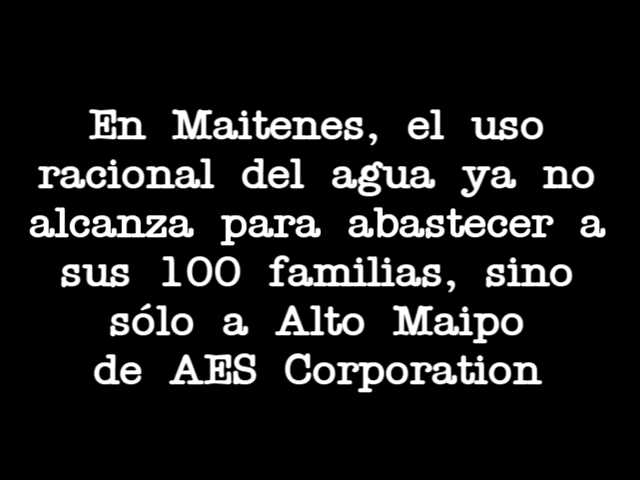 En Maitenes, el uso
racional del agua ya no
alcanza para abastecer a
sus 100 familias, sino
sólo a Alto Maipo
de AES Corporation